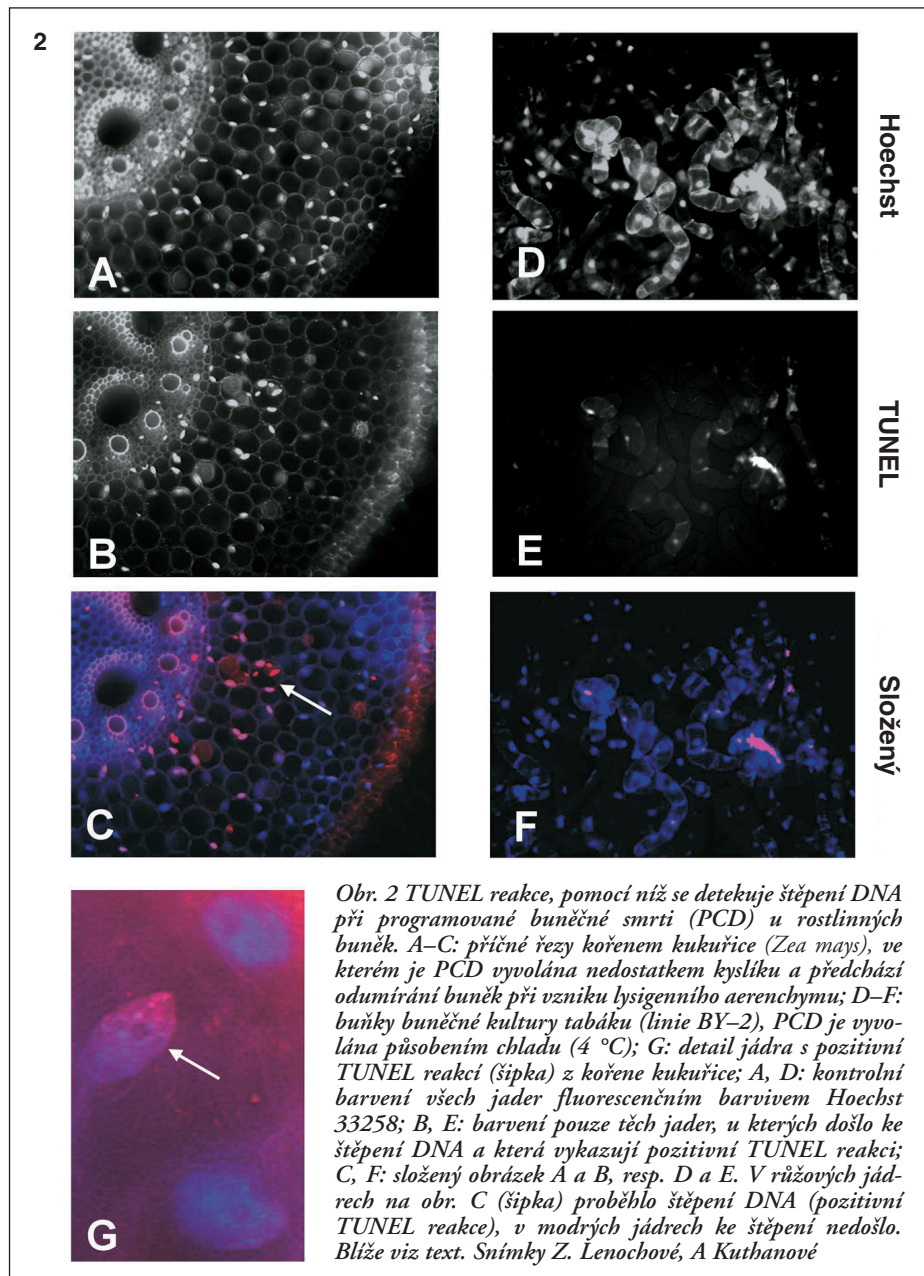 2
A
D
Hoechst
B
E
TUNEL
C
F
Složený
G
Obr. 2 TUNEL reakce, pomocí níž se detekuje štěpení DNA
při programované buněčné smrti (PCD) u rostlinných
buněk. A–C: příčné řezy kořenem kukuřice (Zea mays), ve
kterém je PCD vyvolána nedostatkem kyslíku a předchází
odumírání buněk při vzniku lysigenního aerenchymu; D–F:
buňky buněčné kultury tabáku (linie BY–2), PCD je vyvo-
lána působením chladu (4 °C); G: detail jádra s pozitivní
TUNEL reakcí (šipka) z kořene kukuřice; A, D: kontrolní
barvení všech jader fluorescenčním barvivem Hoechst
33258; B, E: barvení pouze těch jader, u kterých došlo ke
štěpení DNA a která vykazují pozitivní TUNEL reakci;
C, F: složený obrázek A a B, resp. D a E. V růžových jád-
rech na obr. C (šipka) proběhlo štěpení DNA (pozitivní
TUNEL reakce), v modrých jádrech ke štěpení nedošlo.
Blíže viz text. Snímky Z. Lenochové, A Kuthanové